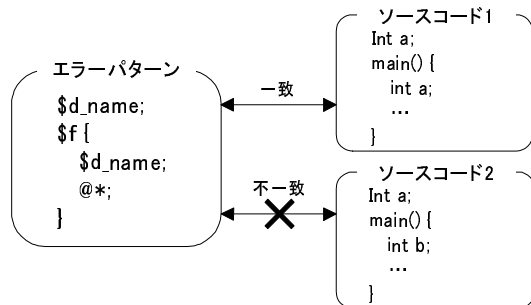 エラーパターン
$d_name;
$f {
$d_name;
@*;
}
一致
不一致
ソースコード1
Int a;
main() {
int a;
…
}
ソースコード2
Int a;
main() {
int b;
…
}